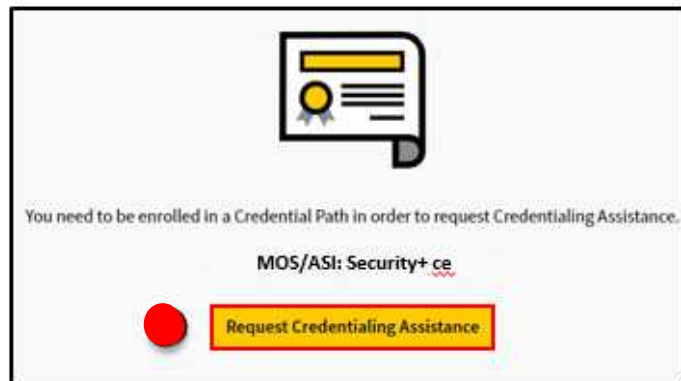 You need to be enrolled in a Credential Path in order to request Credentialing Assistance.
MOS/ASI: Security+ ce
Request Credentialing Assistance